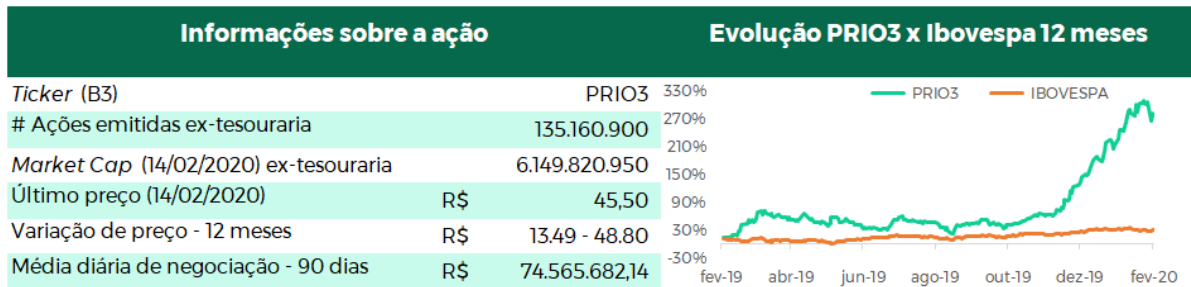 Informações sobre a ação
Ticker (B3) PRIO3
# Ações emitidas ex-tesouraria 135.160.900
Market Cap (14/02/2020) ex-tesouraria 6.149.820.950
Último preço (14/02/2020) R$ 45,50
Variação de preço - 12 meses R$ 13.49 - 48.80
Média diária de negociação - 90 dias R$ 74.565.682,14
Evolução PRIO3 x Ibovespa 12 meses
PRIO3 IBOVESPA
330%
270%
210%
150%
90%
30%
-30%
fev-19 abr-19 jun-19 ago-19 out-19 dez-19 fev-20